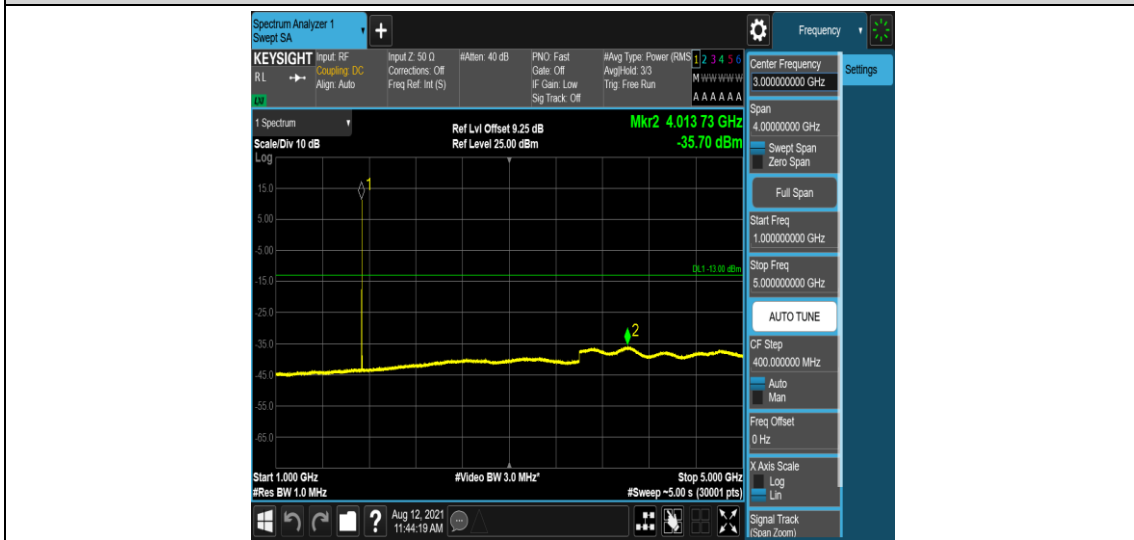 Spectrum Analyzer 1
Swept SA
+
Frequency
KEYSIGHT
RL
LXI
Input: RF
Coupling: DC
Align: Auto
Input Z: 50 Ω
Corrections: Off
Freq Ref: Int (S)
#Atten: 40 dB
PNO: Fast
Gate: Off
IF Gain: Low
Sig Track: Off
#Avg Type: Power (RMS
Avg|Hold: 3/3
Trig: Free Run
1 2 3 4 5 6
M W W W W W
A A A A A A
1 Spectrum
Scale/Div 10 dB
Log
Ref Lvl Offset 9.25 dB
Ref Level 25.00 dBm
Mkr2 4.013 73 GHz
-35.70 dBm
15.0
5.00
-5.00
-15.0
-25.0
-35.0
-45.0
-55.0
-65.0
1
DL1 -13.00 dBm
2
Start 1.000 GHz
#Res BW 1.0 MHz
#Video BW 3.0 MHz*
Stop 5.000 GHz
#Sweep ~5.00 s (30001 pts)
?
Aug 12, 2021
11:44:19 AM
Center Frequency
3.000000000 GHz
Settings
Span
4.00000000 GHz
Swept Span
Zero Span
Full Span
Start Freq
1.000000000 GHz
Stop Freq
5.000000000 GHz
AUTO TUNE
CF Step
400.000000 MHz
Auto
Man
Freq Offset
0 Hz
X Axis Scale
Log
Lin
Signal Track
(Span Zoom)